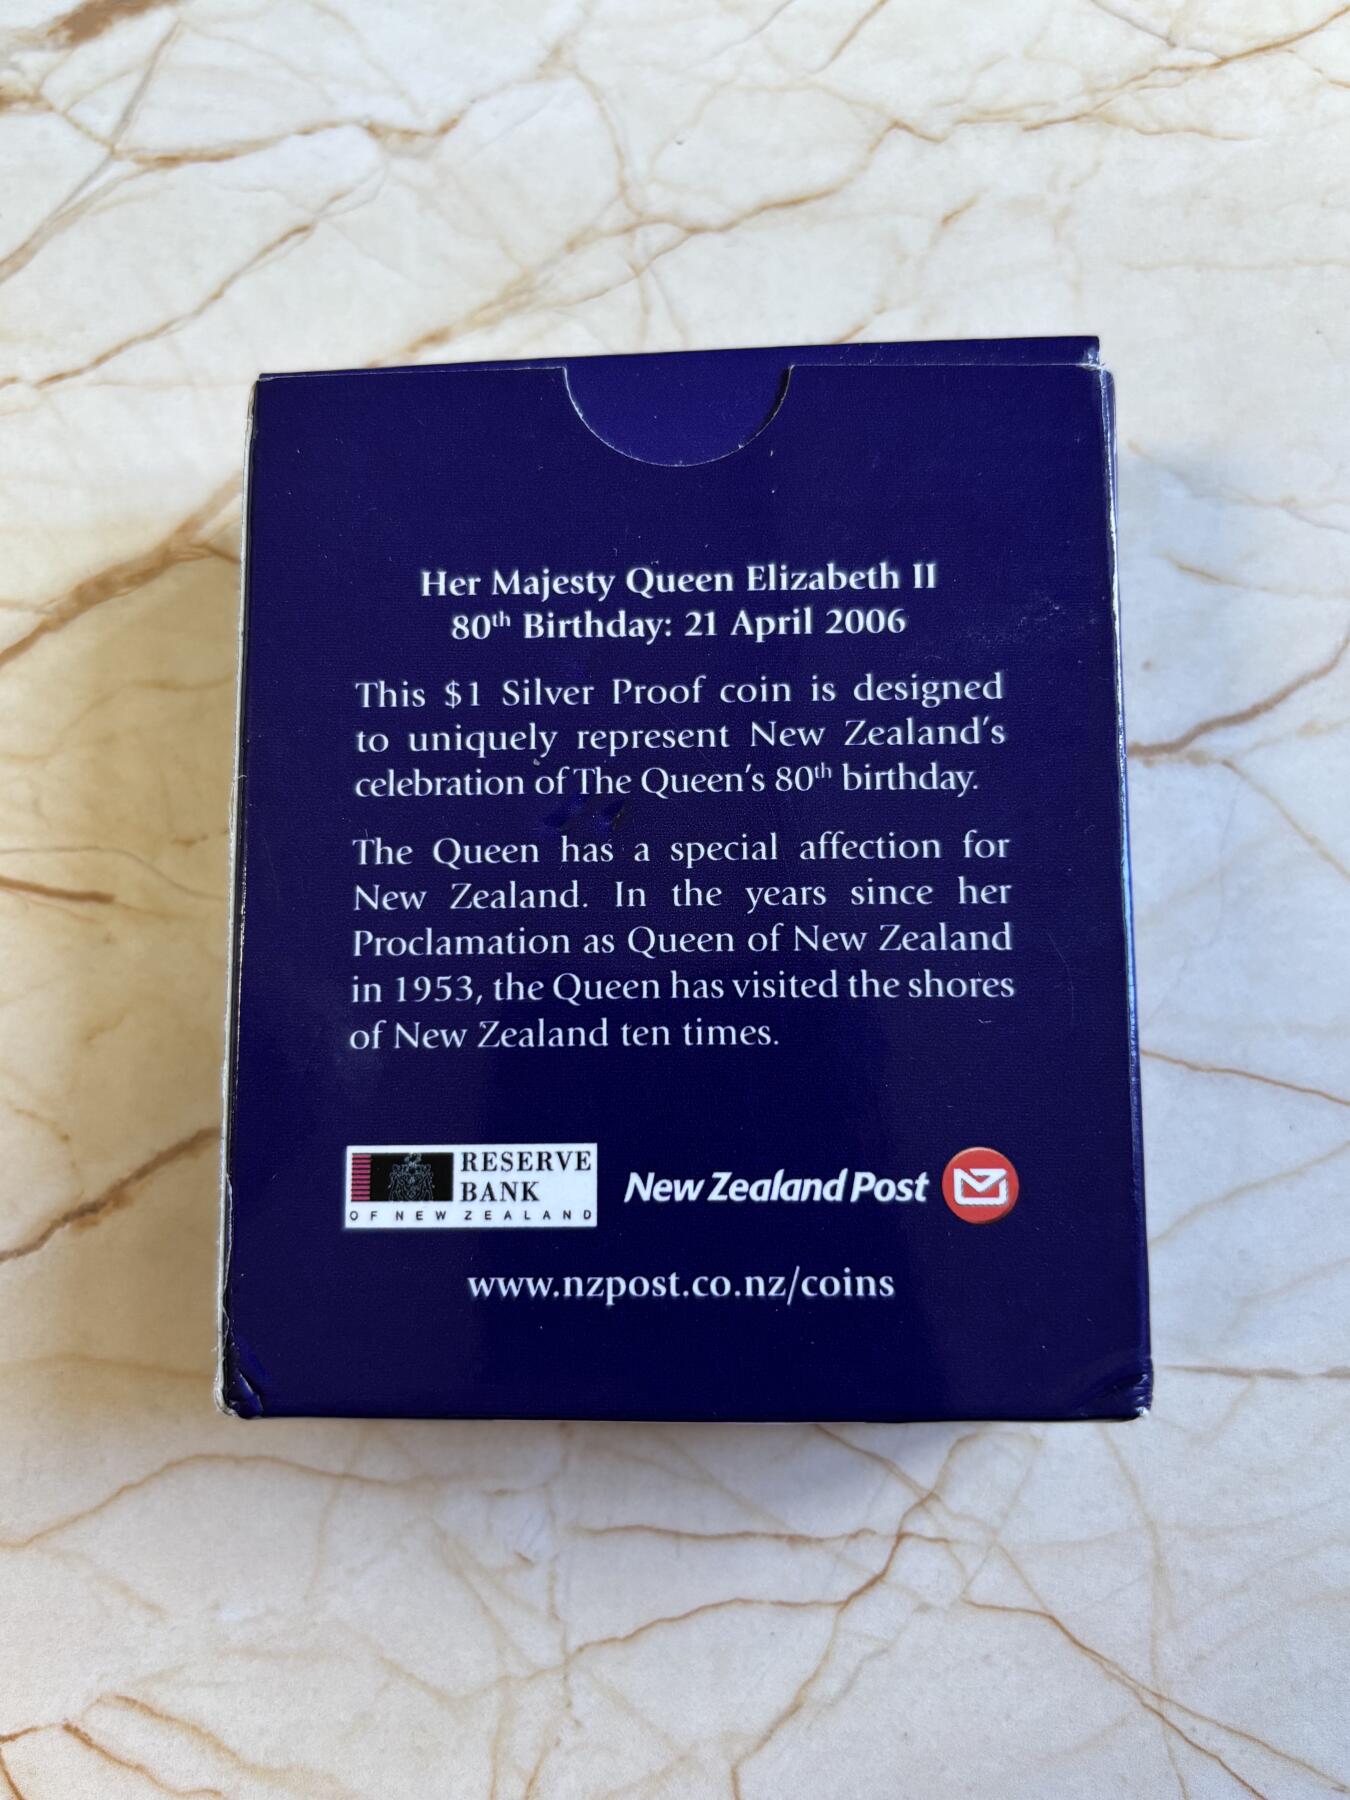 Her Majesty Queen Elizabeth II
80th Birthday: 21 April 2006
This $1 Silver Proof coin is designed
to uniquely represent New Zealand's
celebration of The Queen's 80th birthday.
The Queen has a special affection for
New Zealand. In the years since her
Proclamation as Queen of New Zealand
in 1953, the Queen has visited the shores
of New Zealand ten times.
RESERVE
BANK
OF NEW ZEALAND
New Zealand Post
www.nzpost.co.nz/coins